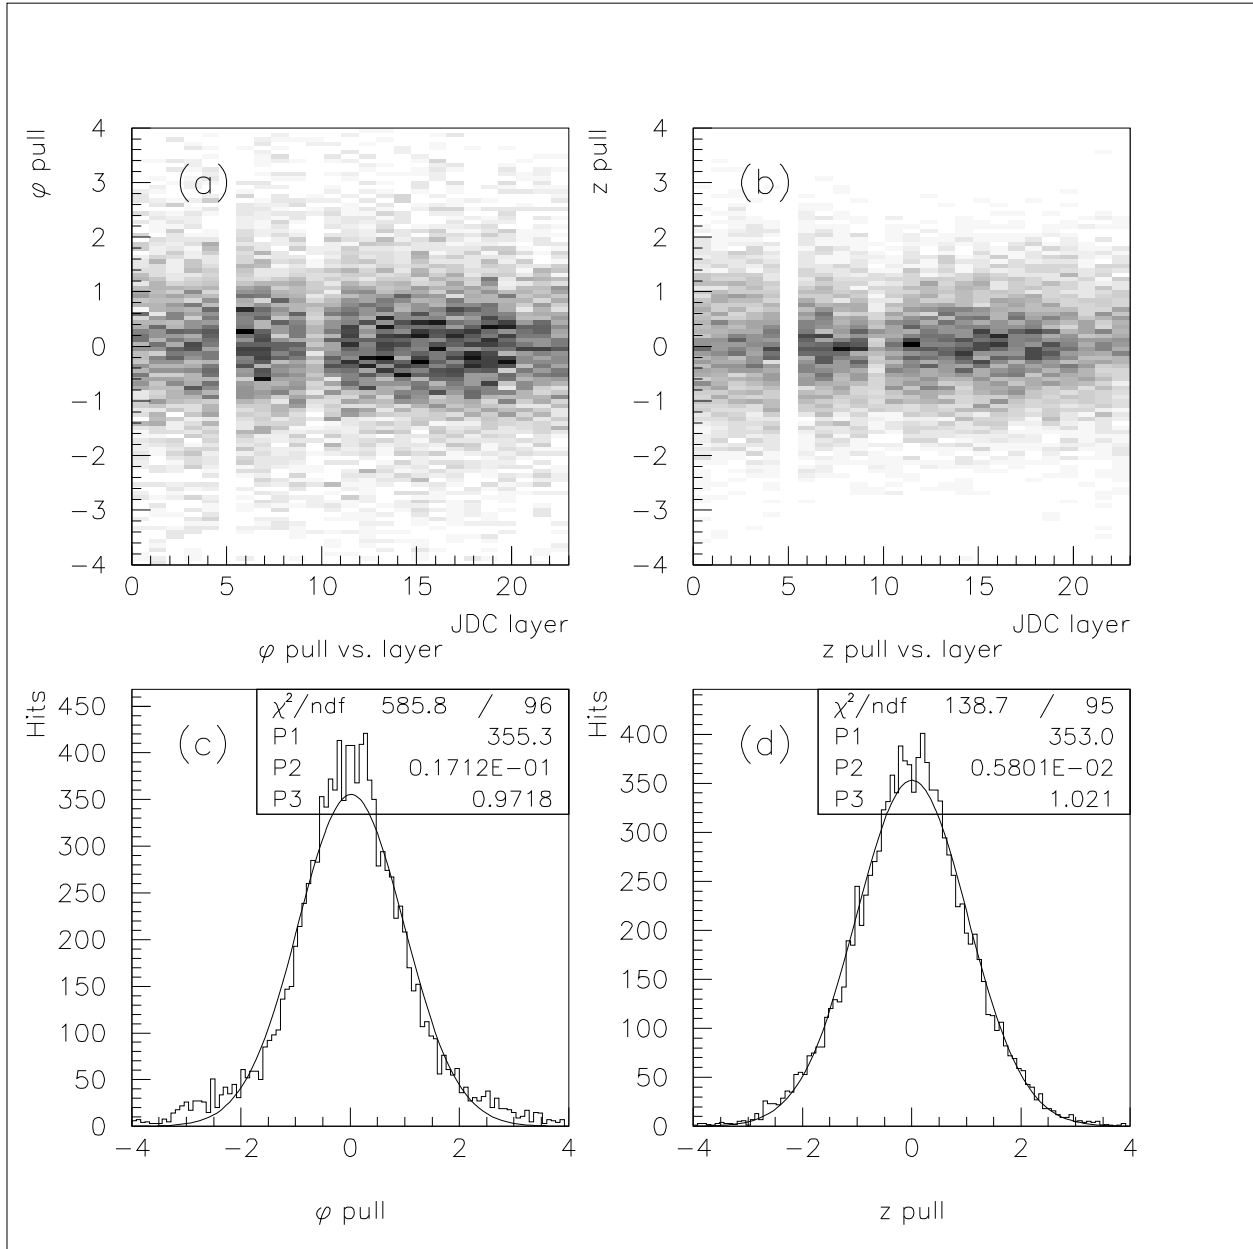 φ pull
4
3
2
1
0
−1
−2
−3
−4
(a)
0 5 10 15 20
JDC layer
φ pull vs. layer
z pull
4
3
2
1
0
−1
−2
−3
−4
(b)
0 5 10 15 20
JDC layer
z pull vs. layer
Hits
450
400
350
300
250
200
150
100
50
0
(c)
χ²/ndf 585.8 / 96
P1 355.3
P2 0.1712E−01
P3 0.9718
−4 −2 0 2 4
φ pull
Hits
400
350
300
250
200
150
100
50
0
(d)
χ²/ndf 138.7 / 95
P1 353.0
P2 0.5801E−02
P3 1.021
−4 −2 0 2 4
z pull